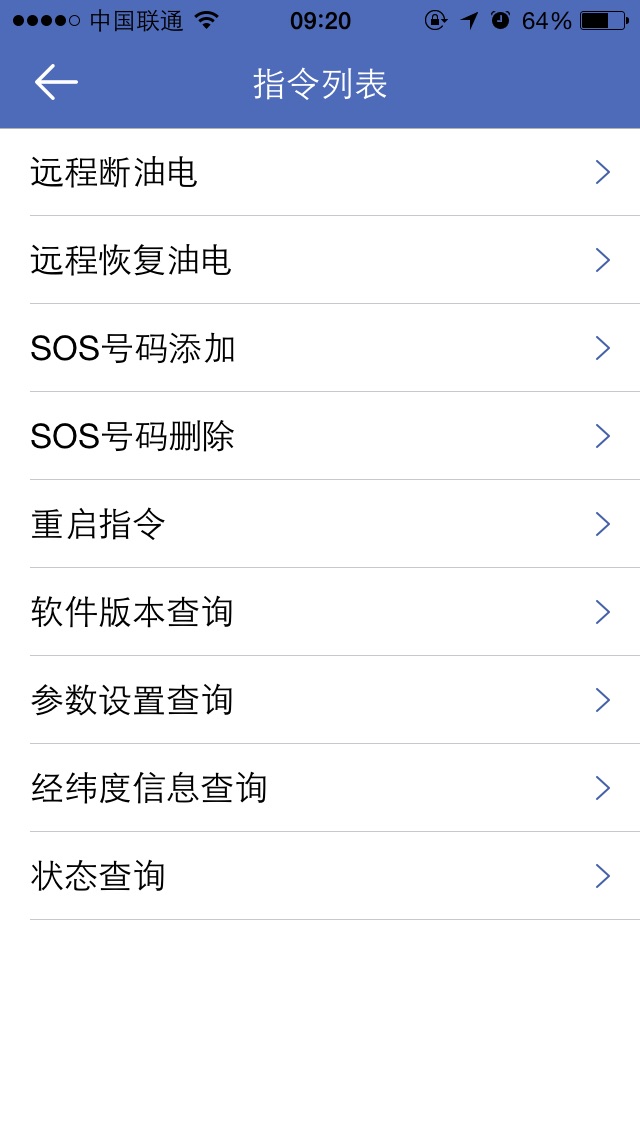 中国联通 09:20 64%
指令列表
远程断油电
远程恢复油电
SOS号码添加
SOS号码删除
重启指令
软件版本查询
参数设置查询
经纬度信息查询
状态查询